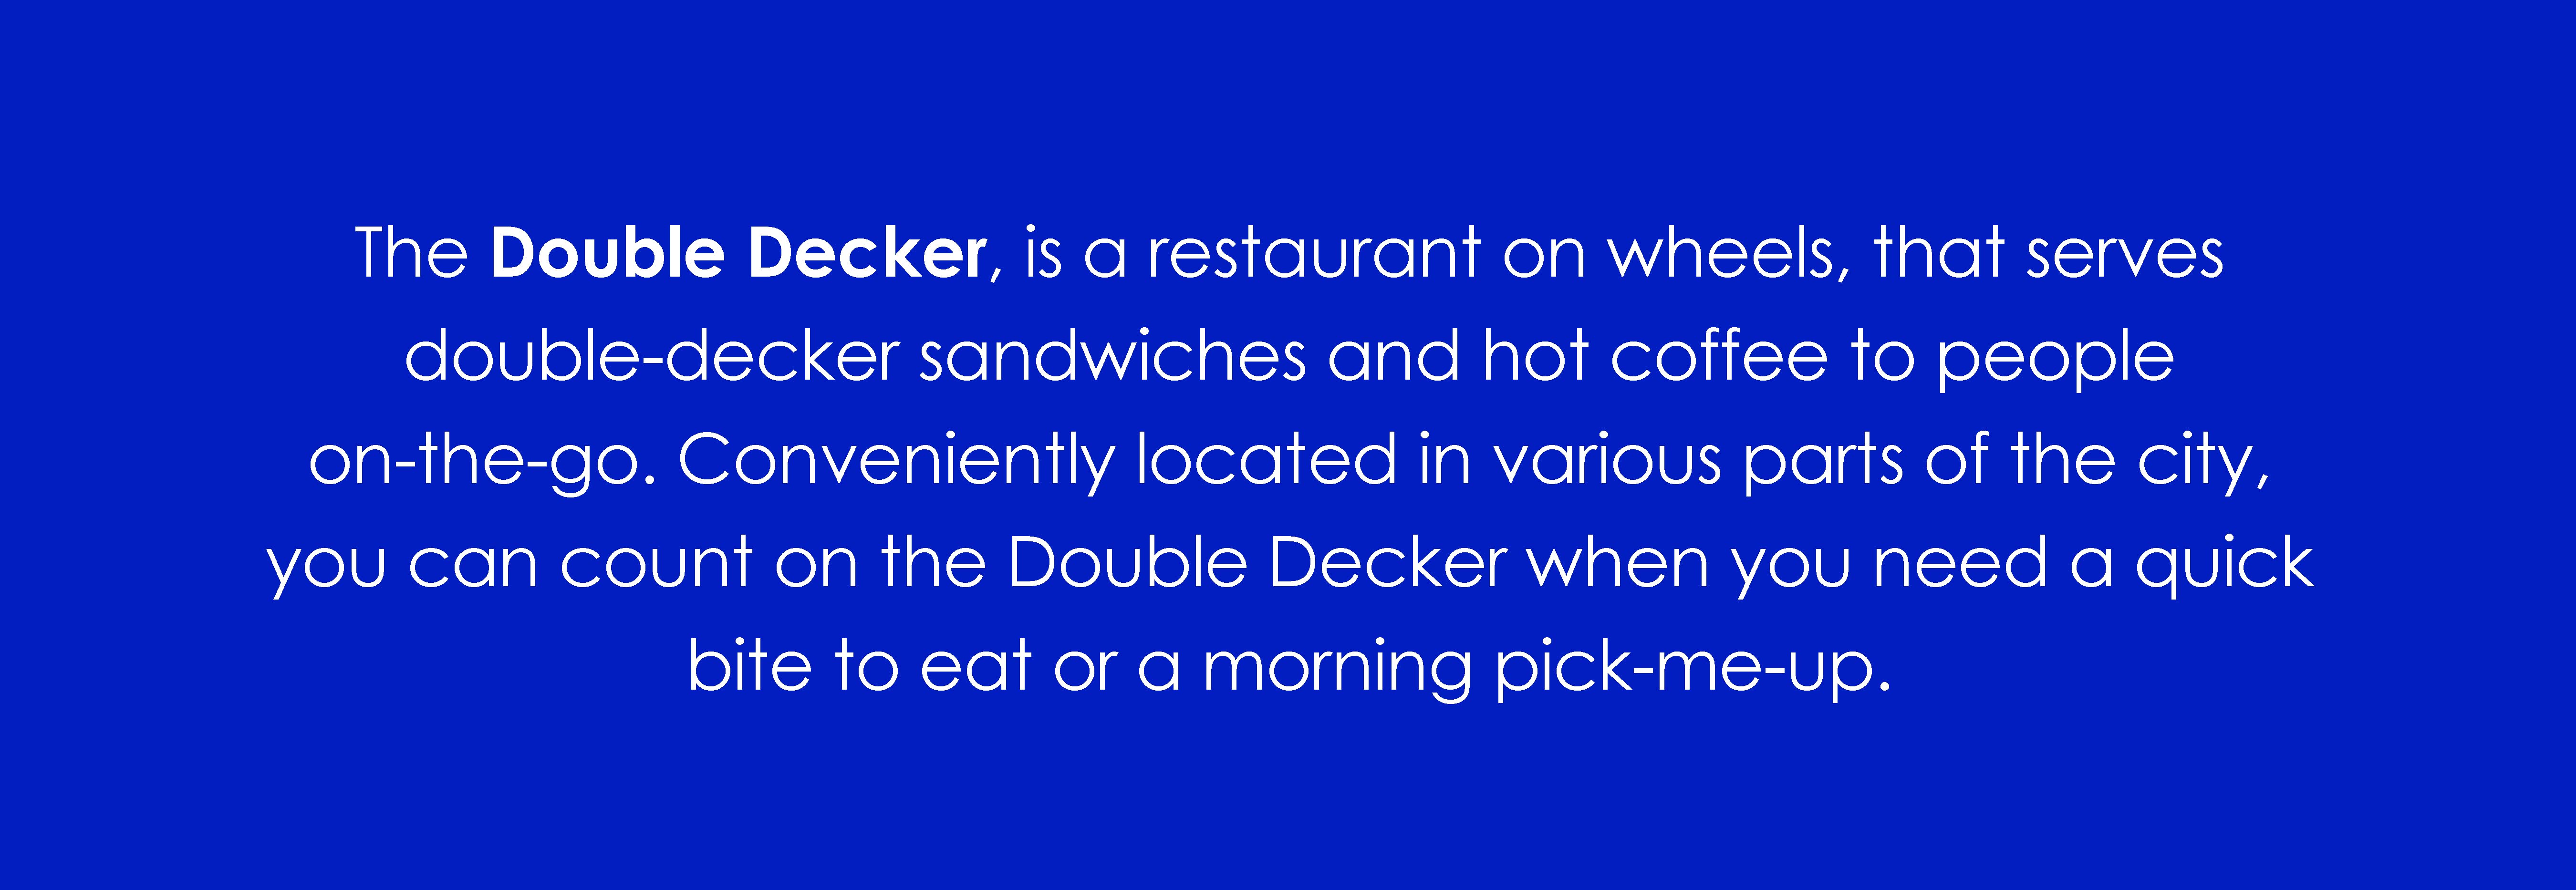 The Double Decker, is a restaurant on wheels, that serves
double-decker sandwiches and hot coffee to people
on-the-go. Conveniently located in various parts of the city,
you can count on the Double Decker when you need a quick
bite to eat or a morning pick-me-up.